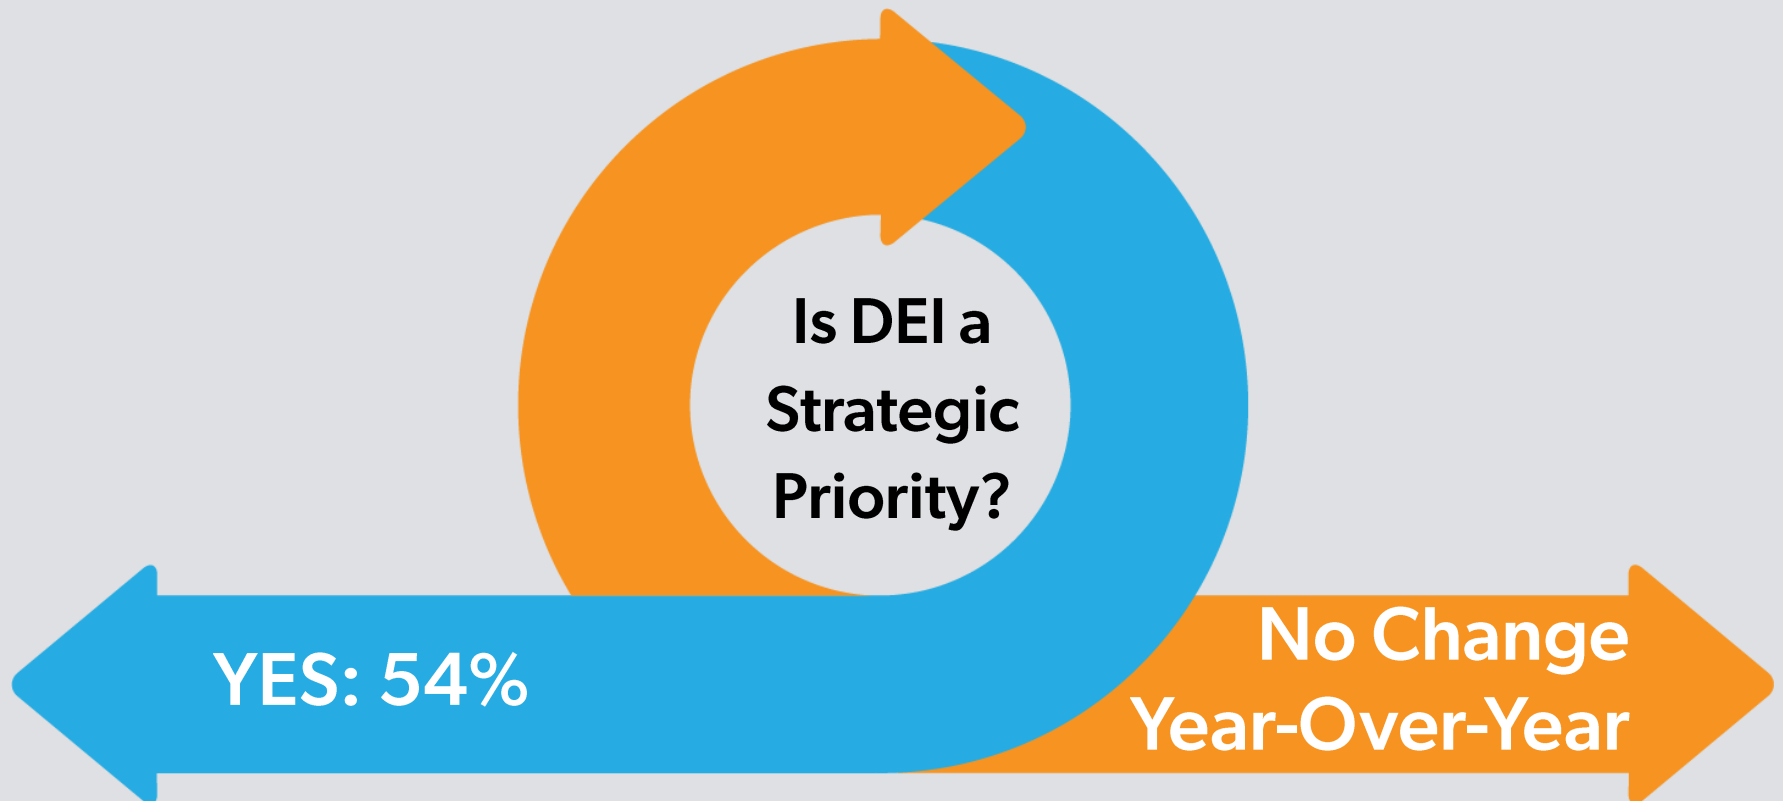 Is DEI a
Strategic
Priority?
YES: 54%
No Change
Year-Over-Year